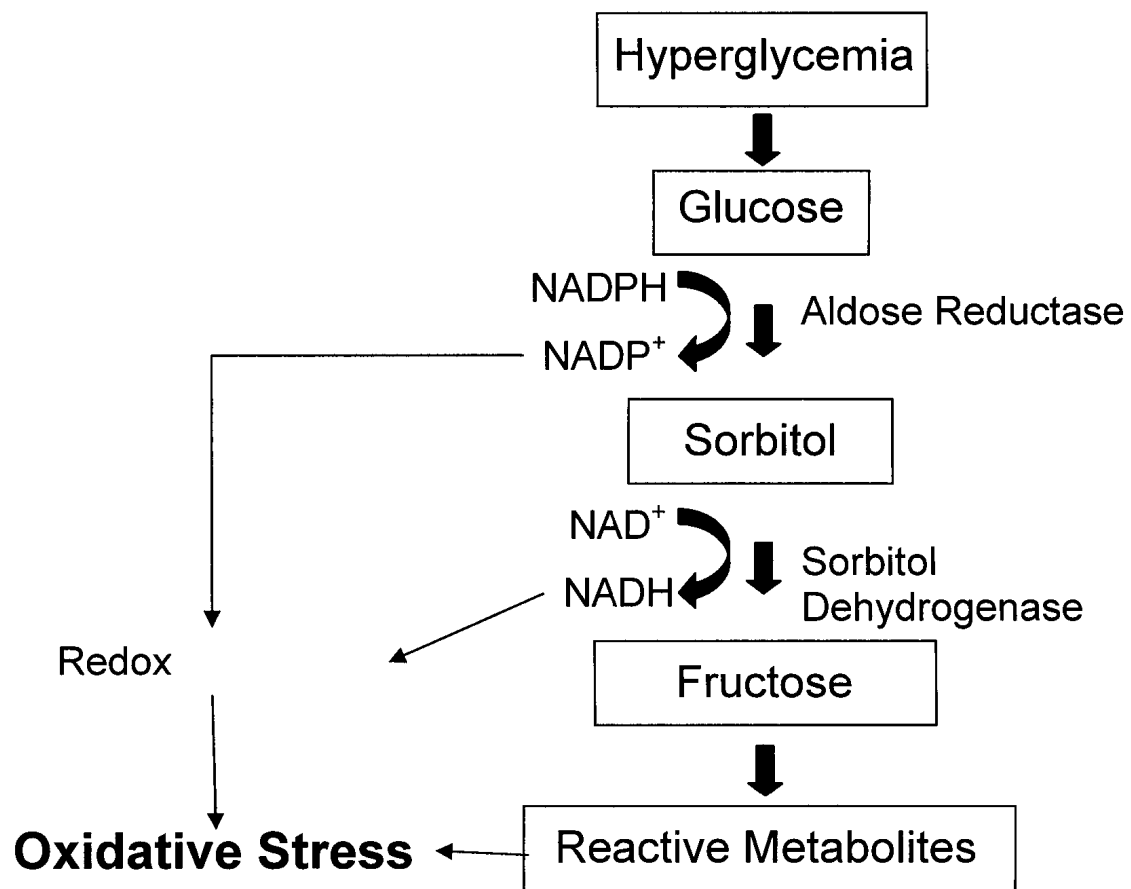 Hyperglycemia
Glucose
NADPH
Aldose Reductase
NADP⁺
Sorbitol
NAD⁺
Sorbitol
Dehydrogenase
NADH
Redox
Fructose
Oxidative Stress
Reactive Metabolites